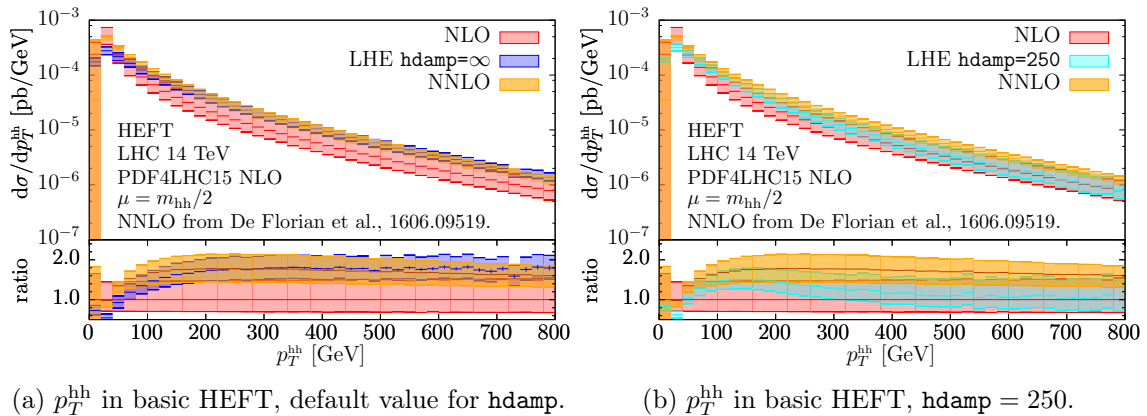 10⁻³
10⁻⁴
10⁻⁵
10⁻⁶
10⁻⁷
dσ/dp_T^hh [pb/GeV]
NLO
LHE hdamp=∞
NNLO
HEFT
LHC 14 TeV
PDF4LHC15 NLO
μ = m_hh/2
NNLO from De Florian et al., 1606.09519.
ratio
2.0
1.0
0 100 200 300 400 500 600 700 800
p_T^hh [GeV]
(a) p_T^hh in basic HEFT, default value for hdamp.
10⁻³
10⁻⁴
10⁻⁵
10⁻⁶
10⁻⁷
dσ/dp_T^hh [pb/GeV]
NLO
LHE hdamp=250
NNLO
HEFT
LHC 14 TeV
PDF4LHC15 NLO
μ = m_hh/2
NNLO from De Florian et al., 1606.09519.
ratio
2.0
1.0
0 100 200 300 400 500 600 700 800
p_T^hh [GeV]
(b) p_T^hh in basic HEFT, hdamp = 250.